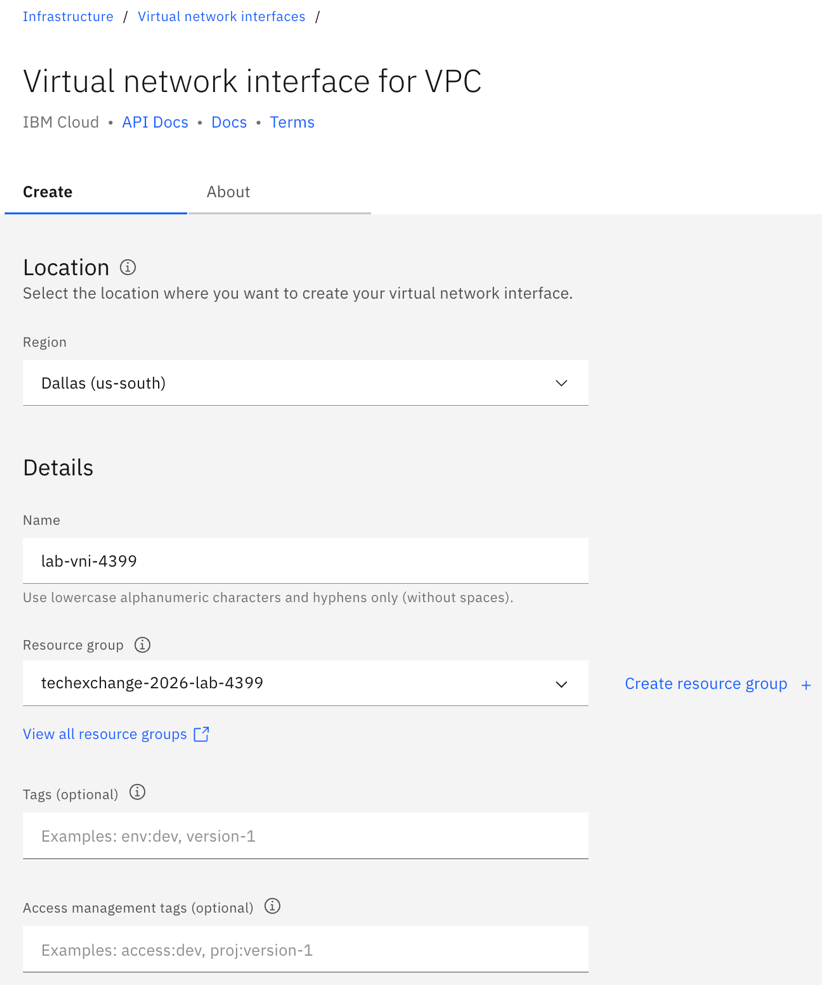 Infrastructure / Virtual network interfaces /
Virtual network interface for VPC
IBM Cloud • API Docs • Docs • Terms
Create About
Location
Select the location where you want to create your virtual network interface.
Region
Dallas (us-south)
Details
Name
lab-vni-4399
Use lowercase alphanumeric characters and hyphens only (without spaces).
Resource group
techexchange-2026-lab-4399
Create resource group +
View all resource groups
Tags (optional)
Examples: env:dev, version-1
Access management tags (optional)
Examples: access:dev, proj:version-1